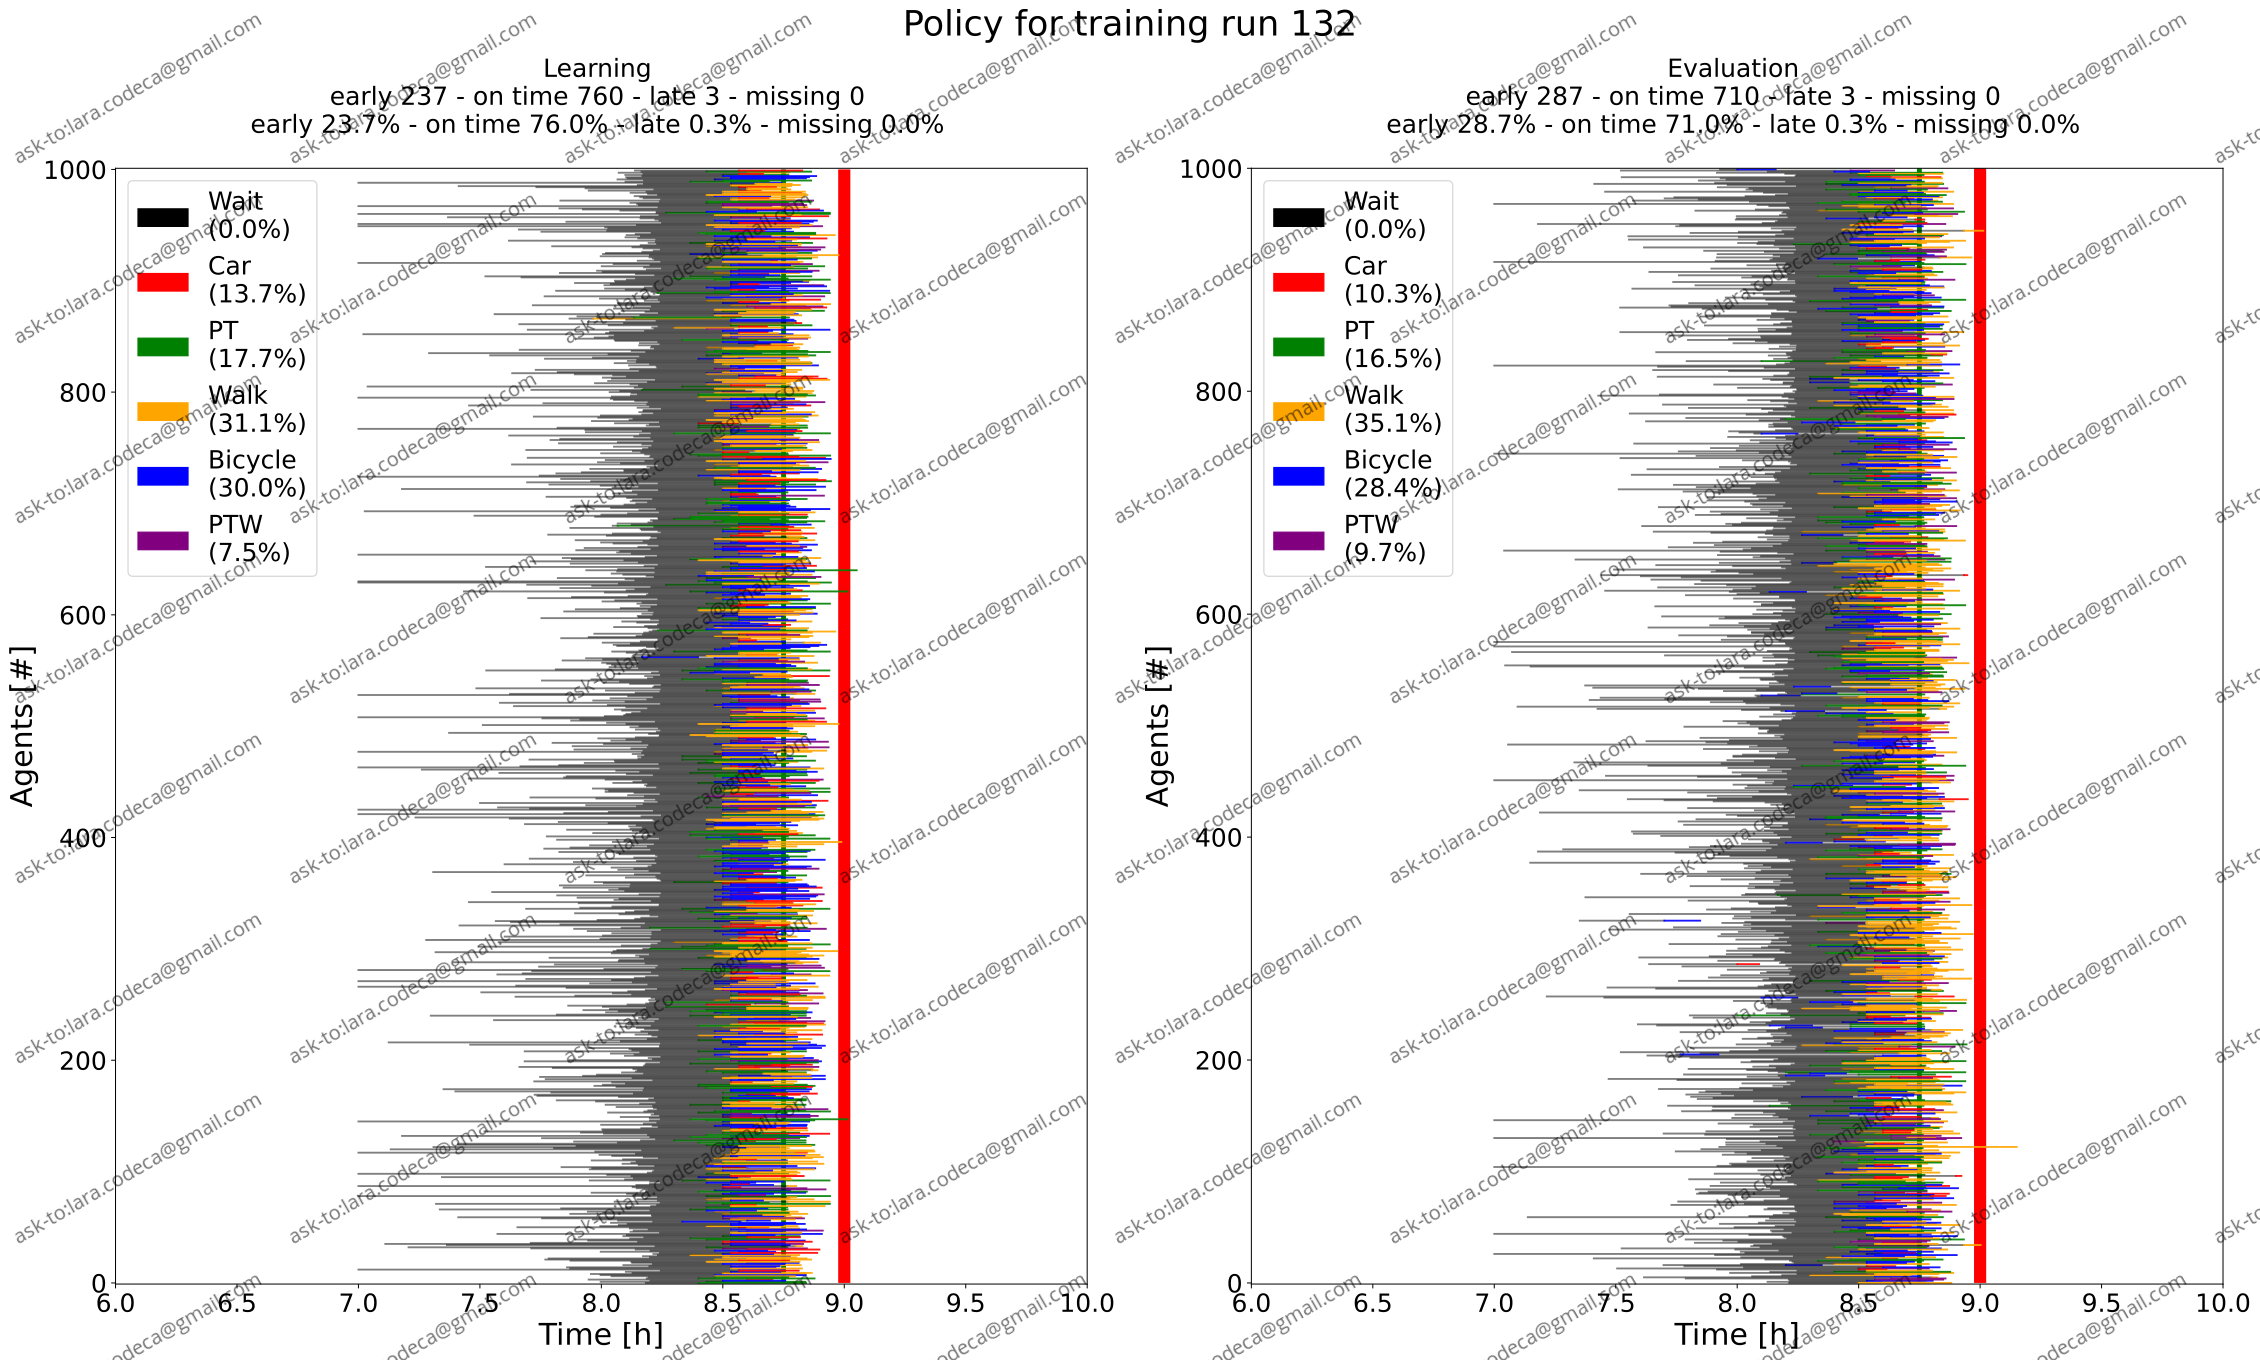 Policy for training run 132
Learning
early 237 - on time 760 - late 3 - missing 0
early 23.7% - on time 76.0% - late 0.3% - missing 0.0%
Wait
(0.0%)
Car
(13.7%)
PT
(17.7%)
Walk
(31.1%)
Bicycle
(30.0%)
PTW
(7.5%)
Agents [#]
1000
800
600
400
200
0
6.0 6.5 7.0 7.5 8.0 8.5 9.0 9.5 10.0
Time [h]
Evaluation
early 287 - on time 710 - late 3 - missing 0
early 28.7% - on time 71.0% - late 0.3% - missing 0.0%
Wait
(0.0%)
Car
(10.3%)
PT
(16.5%)
Walk
(35.1%)
Bicycle
(28.4%)
PTW
(9.7%)
Agents [#]
1000
800
600
400
200
0
6.0 6.5 7.0 7.5 8.0 8.5 9.0 9.5 10.0
Time [h]
ask-to:lara.codeca@gmail.com